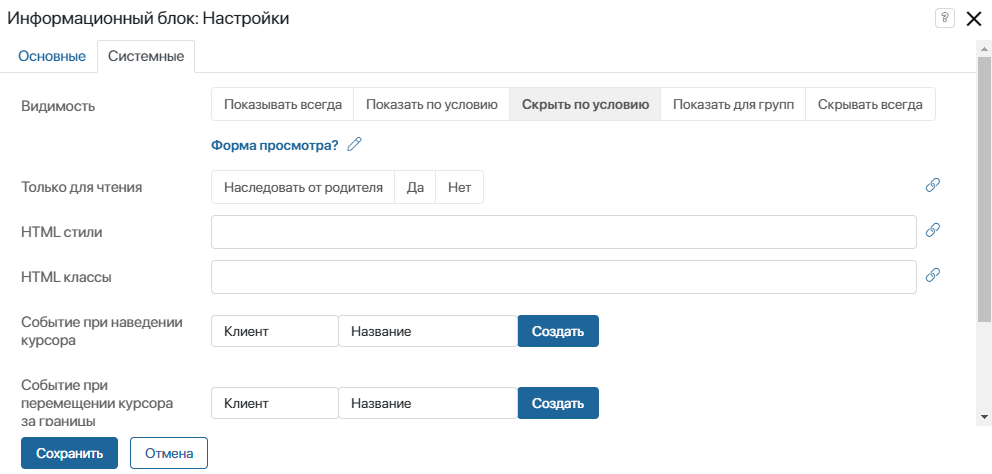 Информационный блок: Настройки
?
Основные Системные
Видимость Показывать всегда Показать по условию Скрыть по условию Показать для групп Скрывать всегда
Форма просмотра?
Только для чтения Наследовать от родителя Да Нет
HTML стили
HTML классы
Событие при наведении
курсора
Клиент Название Создать
Событие при
перемещении курсора
за границы
Клиент Название Создать
Сохранить Отмена